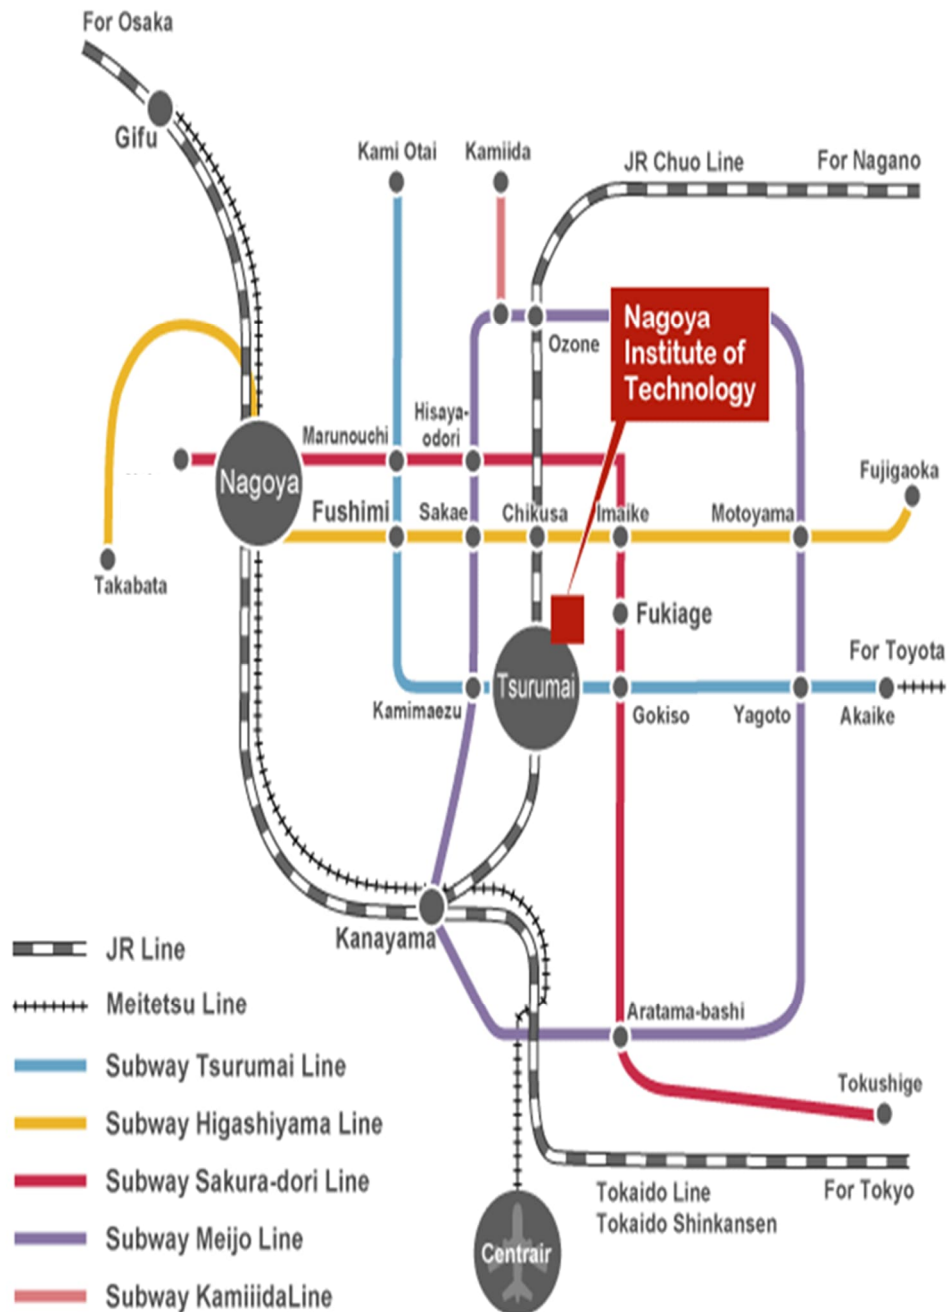 For Osaka
Gifu
Kami Otai
Kamiida
JR Chuo Line
For Nagano
Nagoya
Institute of
Technology
Ozone
Hisaya-
odori
Marunouchi
Nagoya
Fujigaoka
Fushimi
Sakae
Chikusa
Imaike
Motoyama
Takabata
Fukiage
For Toyota
Tsurumai
Kamimaezu
Gokiso
Yagoto
Akaike
Kanayama
JR Line
Meitetsu Line
Aratama-bashi
Subway Tsurumai Line
Tokushige
Subway Higashiyama Line
Subway Sakura-dori Line
Tokaido Line
Tokaido Shinkansen
For Tokyo
Subway Meijo Line
Centrair
Subway KamiiidaLine